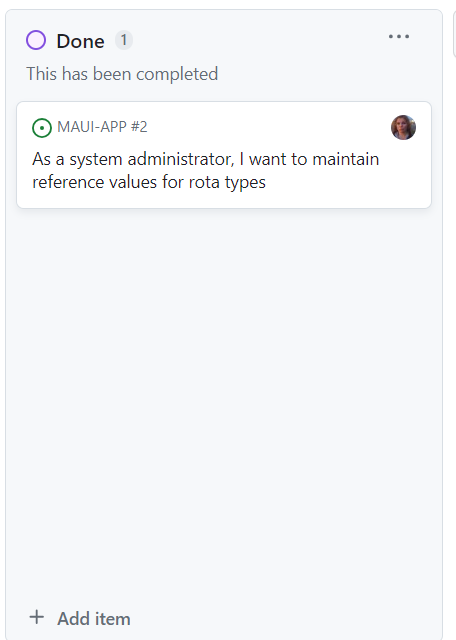 Done 1
This has been completed
MAUI-APP #2
As a system administrator, I want to maintain
reference values for rota types
Add item